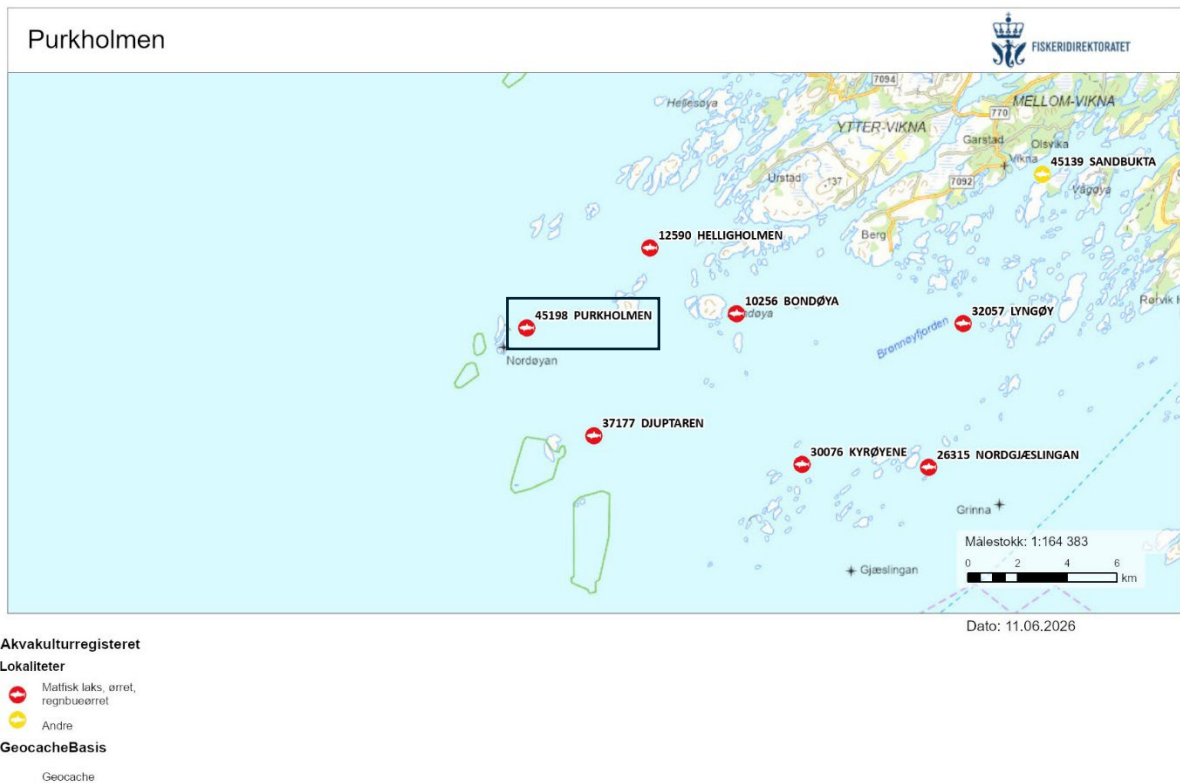 Purkholmen
FISKERIDIREKTORATET
7094
Hellesøya
MELLOM-VIKNA
770
YTTER-VIKNA
Garstad
Olsvika
Vikna
45139 SANDBUKTA
Urstad
137
7092
Vågøya
12590 HELLIGHOLMEN
Berg
45198 PURKHOLMEN
10256 BONDØYA
32057 LYNGØY
Rørvik
Brønnøyfjorden
Nordøyan
37177 DJUPTAREN
30076 KYRØYENE
26315 NORDGJÆSLINGAN
Grinna
Målestokk: 1:164 383
0 2 4 6
km
Gjæslingan
Dato: 11.06.2026
Akvakulturregisteret
Lokaliteter
Matfisk laks, ørret,
regnbueørret
Andre
GeocacheBasis
Geocache